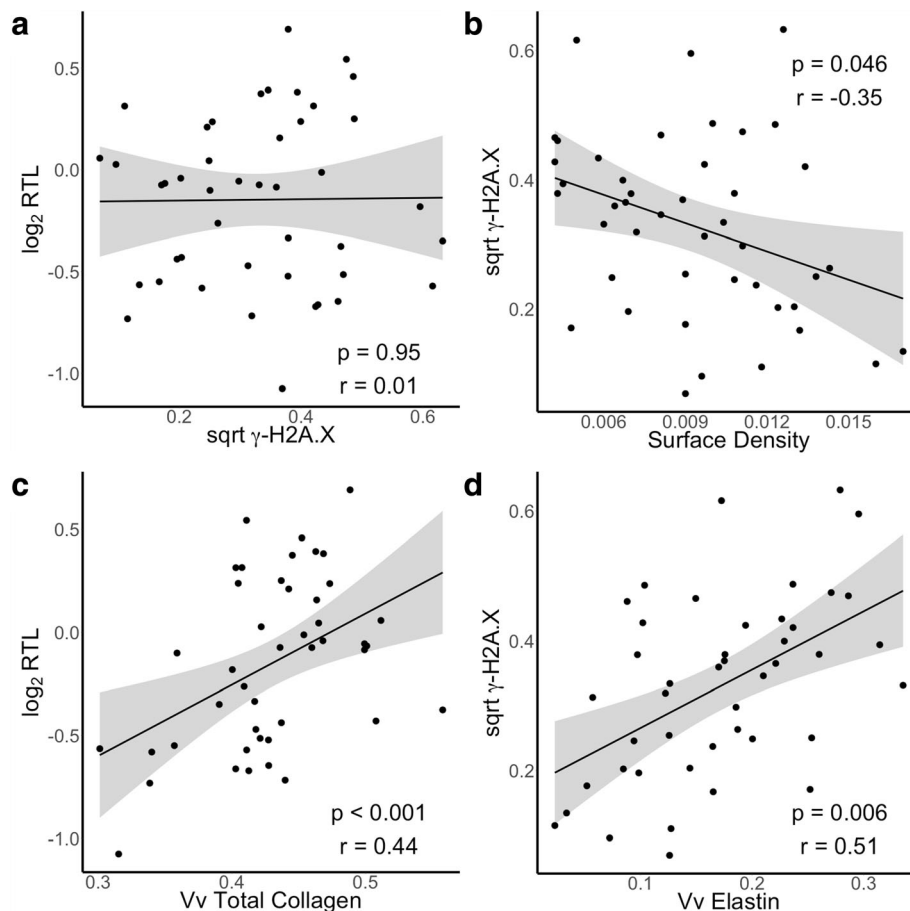 a
log₂ RTL
0.5
0.0
-0.5
-1.0
p = 0.95
r = 0.01
0.2 0.4 0.6
sqrt γ-H2A.X
b
sqrt γ-H2A.X
0.6
0.4
0.2
p = 0.046
r = -0.35
0.006 0.009 0.012 0.015
Surface Density
c
log₂ RTL
0.5
0.0
-0.5
-1.0
p < 0.001
r = 0.44
0.3 0.4 0.5
Vv Total Collagen
d
sqrt γ-H2A.X
0.6
0.4
0.2
p = 0.006
r = 0.51
0.1 0.2 0.3
Vv Elastin